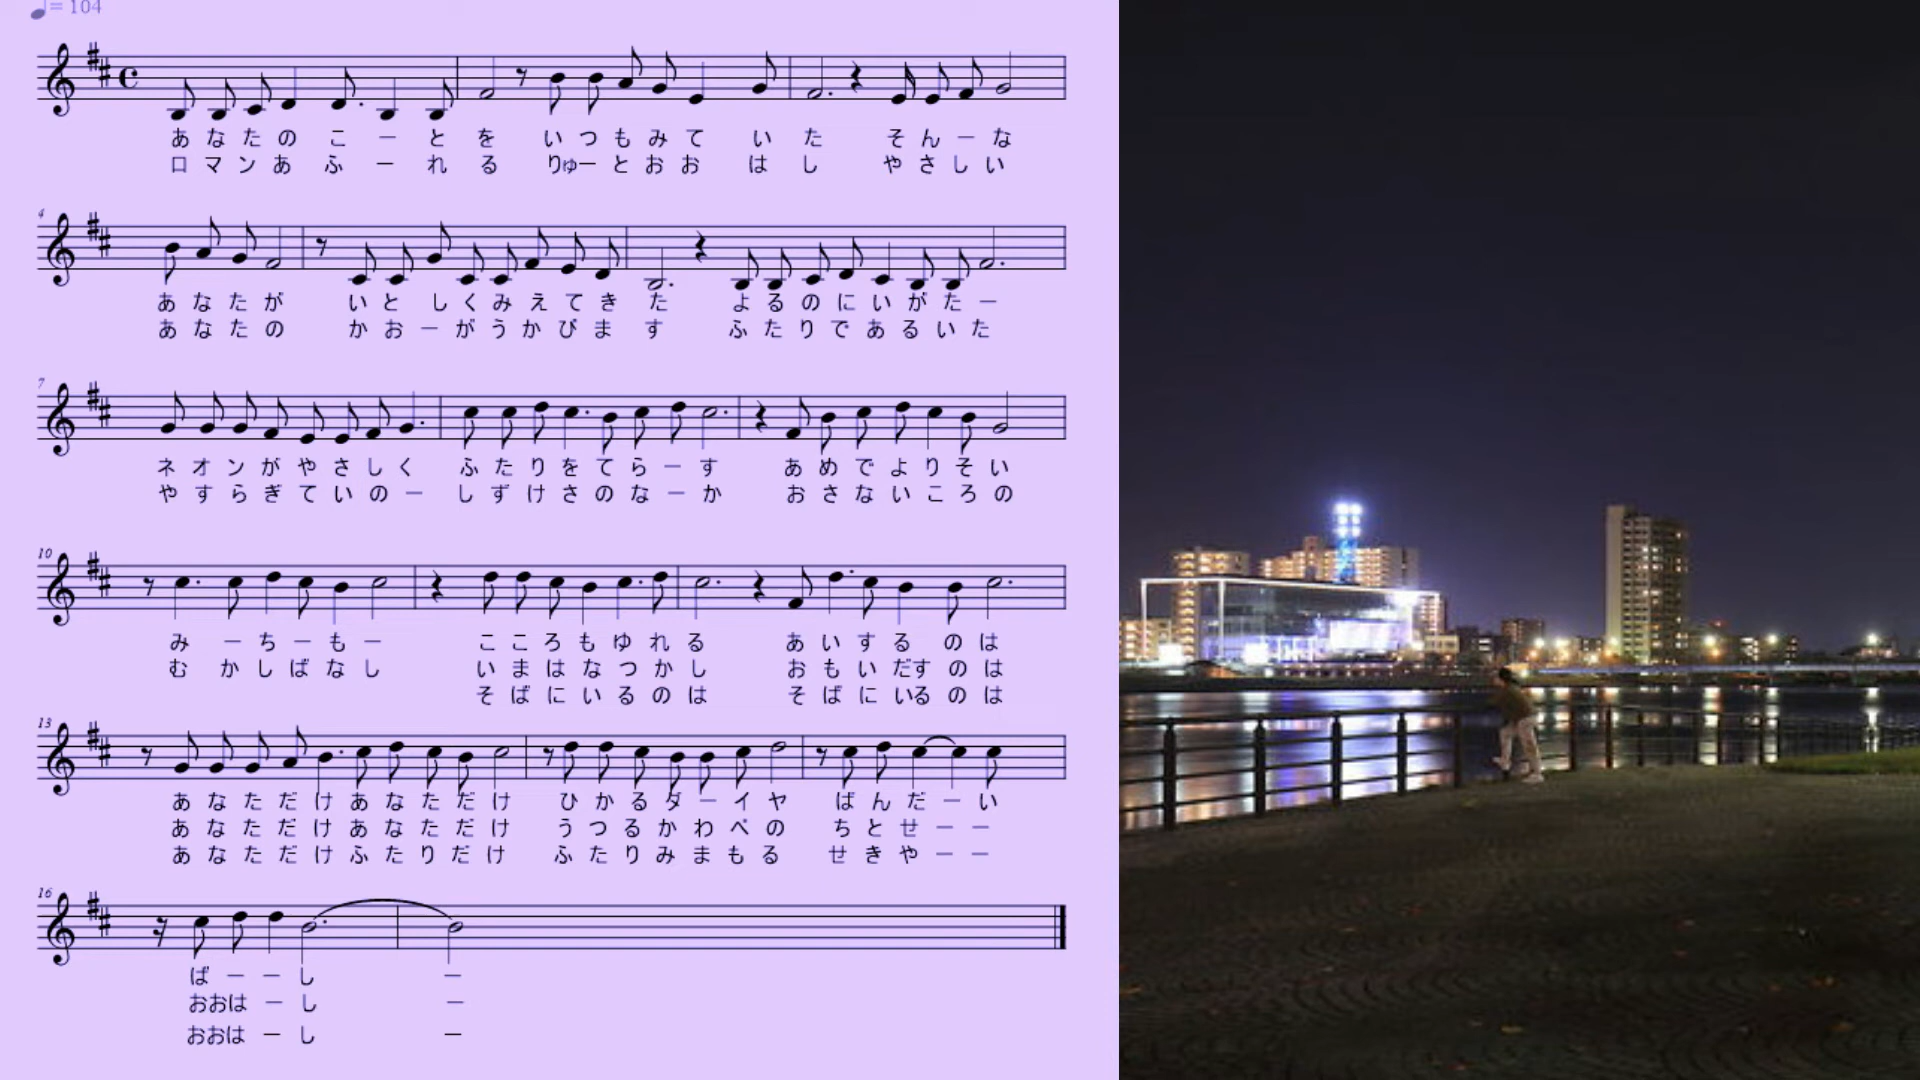 = 104
あなたのこーとを いつもみて いた そんーな
ロマンあふーれる りゅーとおお はし やさしい
4
あなたが いとしくみえてきた よるのにいがたー
あなたの かおーがうかびます ふたりであるいた
7
ネオンがやさしく ふたりをてらーす あめでよりそい
やすらぎていのー しずけさのなーか おさないころの
10
みーちーもー こころもゆれる あいする のは
むかしばなし いまはなつかし おもいだす のは
そばにいるのは そばにいるのは
13
あなただけあなただけ ひかるダーイヤ ばんだーい
あなただけあなただけ うつるかわべの ちとせーー
あなただけふたりだけ ふたりみまもる せきやーー
16
ばーーし ー
おおはーし ー
おおはーし ー